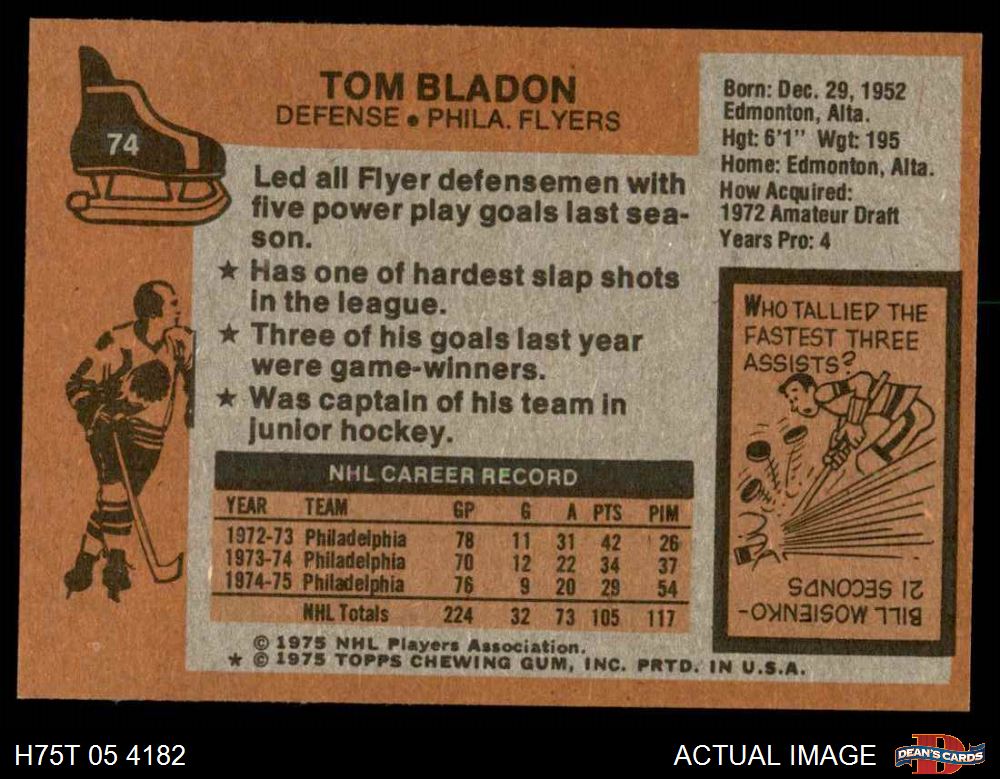 74
TOM BLADON
DEFENSE • PHILA. FLYERS
Led all Flyer defensemen with
five power play goals last sea-
son.
★ Has one of hardest slap shots
in the league.
★ Three of his goals last year
were game-winners.
★ Was captain of his team in
junior hockey.
Born: Dec. 29, 1952
Edmonton, Alta.
Hgt: 6'1" Wgt: 195
Home: Edmonton, Alta.
How Acquired:
1972 Amateur Draft
Years Pro: 4
WHO TALLIED THE
FASTEST THREE
ASSISTS?
BILL MOSIENKO-
21 SECONDS
NHL CAREER RECORD
YEAR TEAM GP G A PTS PIM
1972-73 Philadelphia 78 11 31 42 26
1973-74 Philadelphia 70 12 22 34 37
1974-75 Philadelphia 76 9 20 29 54
NHL Totals 224 32 73 105 117
© 1975 NHL Players Association.
★ © 1975 TOPPS CHEWING GUM, INC. PRTD. IN U.S.A.
H75T 05 4182
ACTUAL IMAGE
DEAN'S CARDS